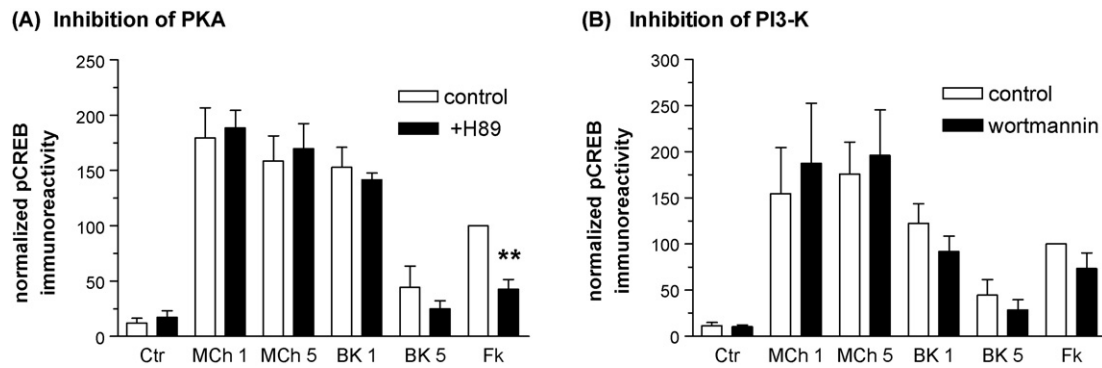 (A) Inhibition of PKA
normalized pCREB
immunoreactivity
250
200
150
100
50
0
control
+H89
**
Ctr MCh 1 MCh 5 BK 1 BK 5 Fk
(B) Inhibition of PI3-K
normalized pCREB
immunoreactivity
300
250
200
150
100
50
0
control
wortmannin
Ctr MCh 1 MCh 5 BK 1 BK 5 Fk